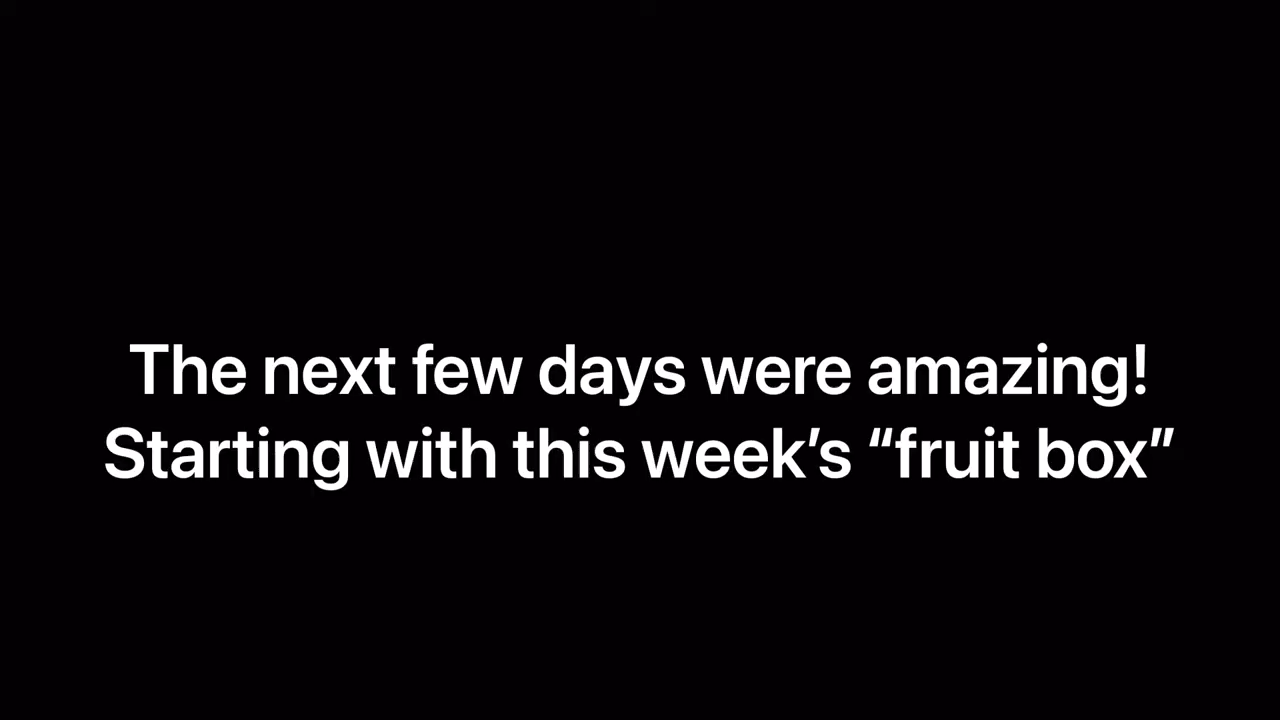 The next few days were amazing!
Starting with this week’s “fruit box”